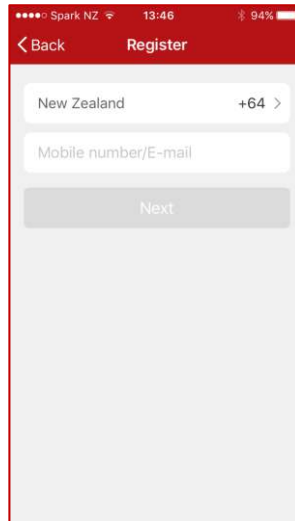 Spark NZ 13:46 94%
Back Register
New Zealand +64
Mobile number/E-mail
Next